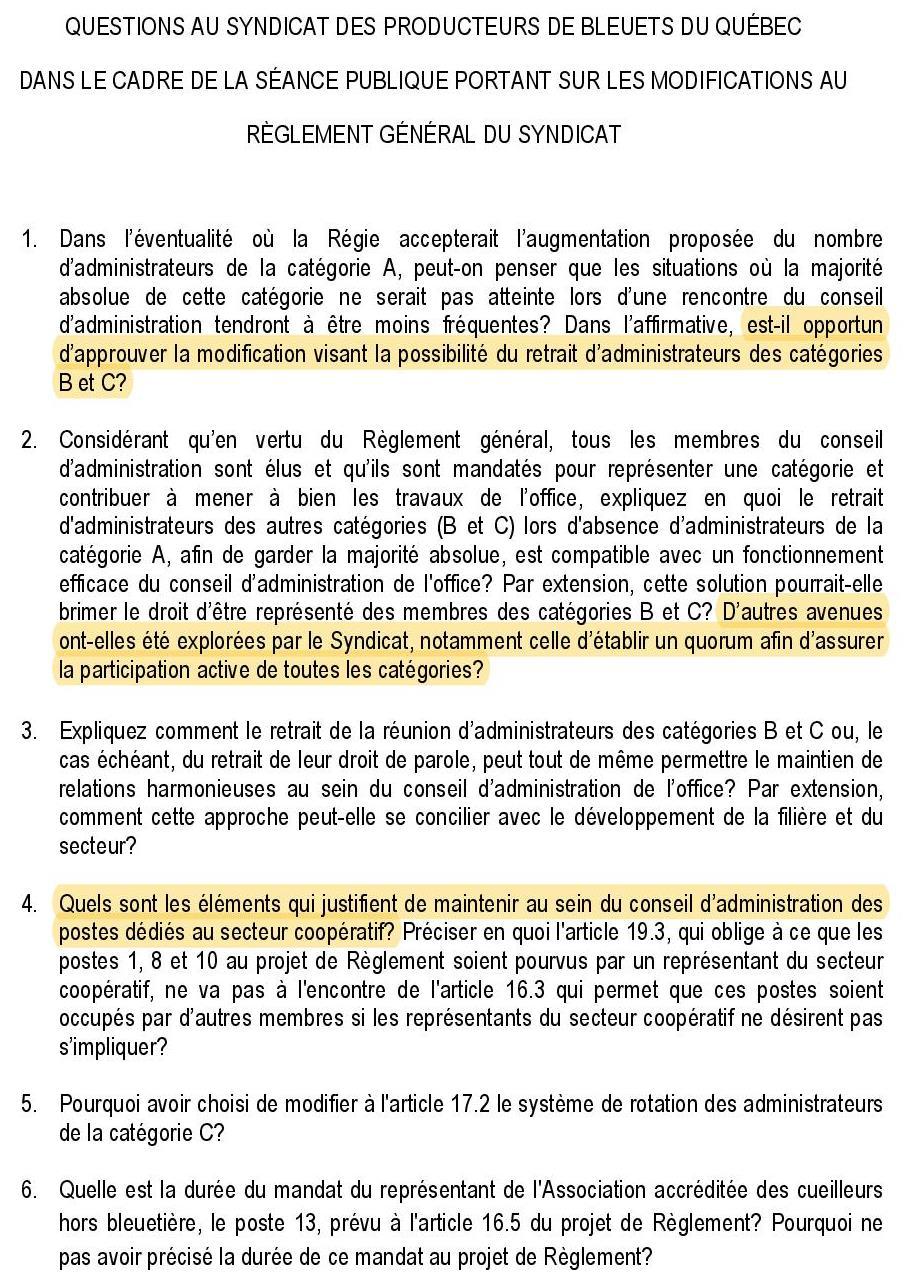 QUESTIONS AU SYNDICAT DES PRODUCTEURS DE BLEUETS DU QUÉBEC
DANS LE CADRE DE LA SÉANCE PUBLIQUE PORTANT SUR LES MODIFICATIONS AU
RÈGLEMENT GÉNÉRAL DU SYNDICAT
1. Dans l'éventualité où la Régie accepterait l'augmentation proposée du nombre
d'administrateurs de la catégorie A, peut-on penser que les situations où la majorité
absolue de cette catégorie ne serait pas atteinte lors d'une rencontre du conseil
d'administration tendront à être moins fréquentes? Dans l'affirmative, est-il opportun
d'approuver la modification visant la possibilité du retrait d'administrateurs des catégories
B et C?
2. Considérant qu'en vertu du Règlement général, tous les membres du conseil
d'administration sont élus et qu'ils sont mandatés pour représenter une catégorie et
contribuer à mener à bien les travaux de l'office, expliquez en quoi le retrait
d'administrateurs des autres catégories (B et C) lors d'absence d'administrateurs de la
catégorie A, afin de garder la majorité absolue, est compatible avec un fonctionnement
efficace du conseil d'administration de l'office? Par extension, cette solution pourrait-elle
brimer le droit d'être représenté des membres des catégories B et C? D'autres avenues
ont-elles été explorées par le Syndicat, notamment celle d'établir un quorum afin d'assurer
la participation active de toutes les catégories?
3. Expliquez comment le retrait de la réunion d'administrateurs des catégories B et C ou, le
cas échéant, du retrait de leur droit de parole, peut tout de même permettre le maintien de
relations harmonieuses au sein du conseil d'administration de l'office? Par extension,
comment cette approche peut-elle se concilier avec le développement de la filière et du
secteur?
4. Quels sont les éléments qui justifient de maintenir au sein du conseil d'administration des
postes dédiés au secteur coopératif? Préciser en quoi l'article 19.3, qui oblige à ce que les
postes 1, 8 et 10 au projet de Règlement soient pourvus par un représentant du secteur
coopératif, ne va pas à l'encontre de l'article 16.3 qui permet que ces postes soient
occupés par d'autres membres si les représentants du secteur coopératif ne désirent pas
s'impliquer?
5. Pourquoi avoir choisi de modifier à l'article 17.2 le système de rotation des administrateurs
de la catégorie C?
6. Quelle est la durée du mandat du représentant de l'Association accréditée des cueilleurs
hors bleuetière, le poste 13, prévu à l'article 16.5 du projet de Règlement? Pourquoi ne
pas avoir précisé la durée de ce mandat au projet de Règlement?